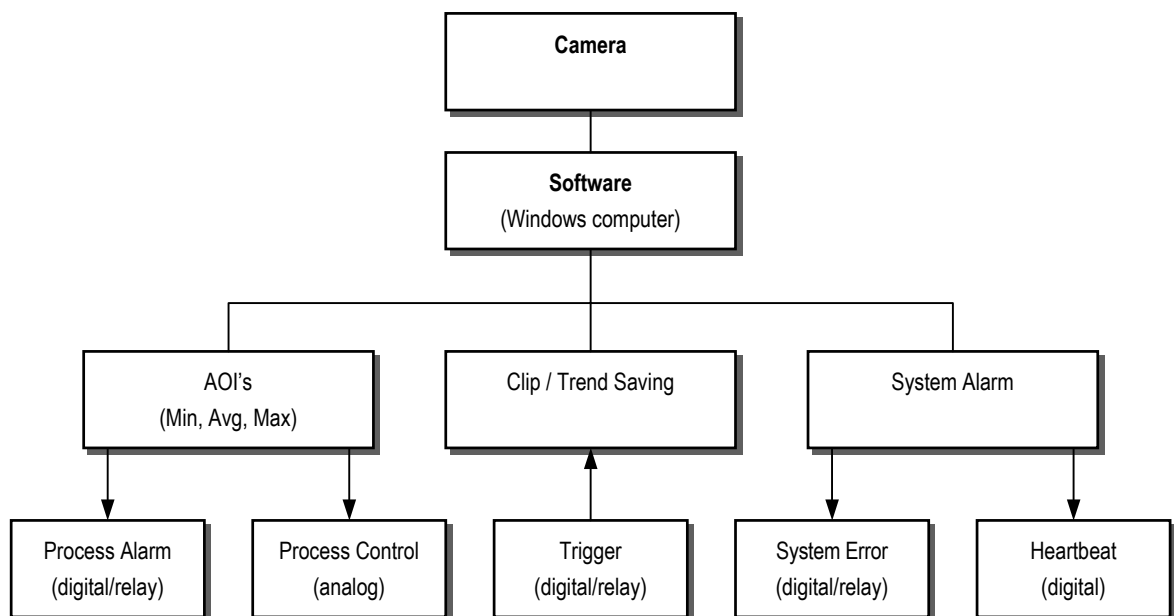 Camera
Software
(Windows computer)
AOI's
(Min, Avg, Max)
Clip / Trend Saving
System Alarm
Process Alarm
(digital/relay)
Process Control
(analog)
Trigger
(digital/relay)
System Error
(digital/relay)
Heartbeat
(digital)